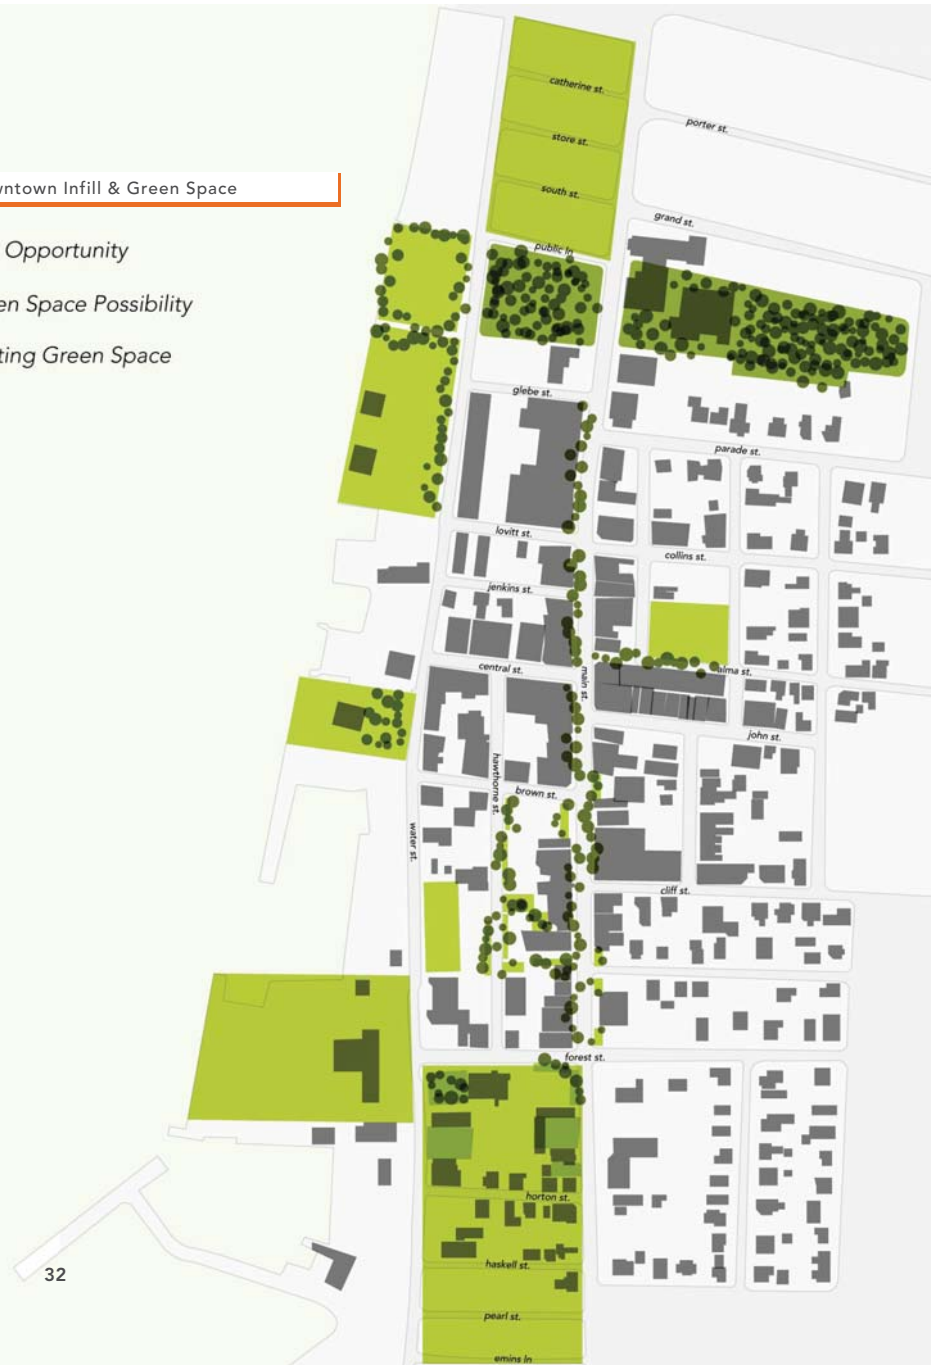 wntown Infill & Green Space
Opportunity
en Space Possibility
ting Green Space
catherine st.
porter st.
store st.
south st.
grand st.
public ln
glebe st.
parade st.
lovitt st.
collins st.
jenkins st.
central st.
main st.
alma st.
john st.
hawthorne st.
brown st.
water st.
cliff st.
forest st.
horton st.
haskell st.
32
pearl st.
emins ln